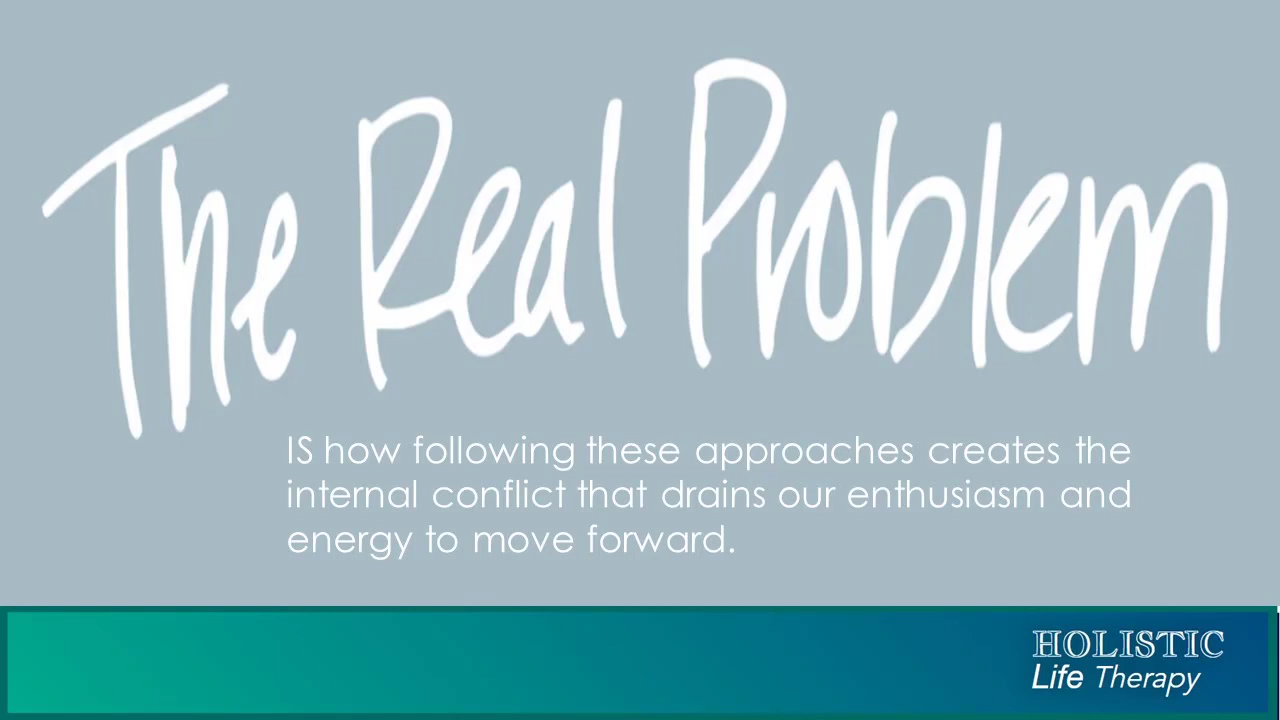 The Real Problem
IS how following these approaches creates the
internal conflict that drains our enthusiasm and
energy to move forward.
HOLISTIC
Life Therapy